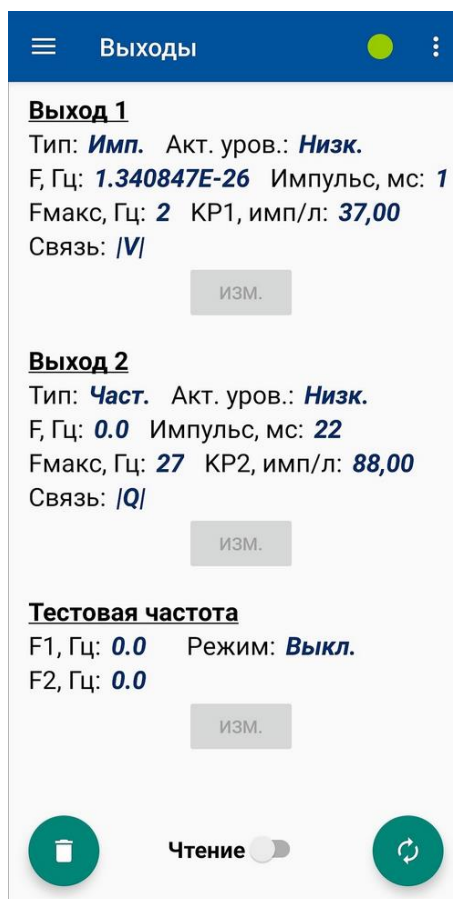 Выходы
Выход 1
Тип: Имп. Акт. уров.: Низк.
F, Гц: 1.340847E-26 Импульс, мс: 1
Fмакс, Гц: 2 КР1, имп/л: 37,00
Связь: |V|
изм.
Выход 2
Тип: Част. Акт. уров.: Низк.
F, Гц: 0.0 Импульс, мс: 22
Fмакс, Гц: 27 КР2, имп/л: 88,00
Связь: |Q|
изм.
Тестовая частота
F1, Гц: 0.0 Режим: Выкл.
F2, Гц: 0.0
изм.
Чтение